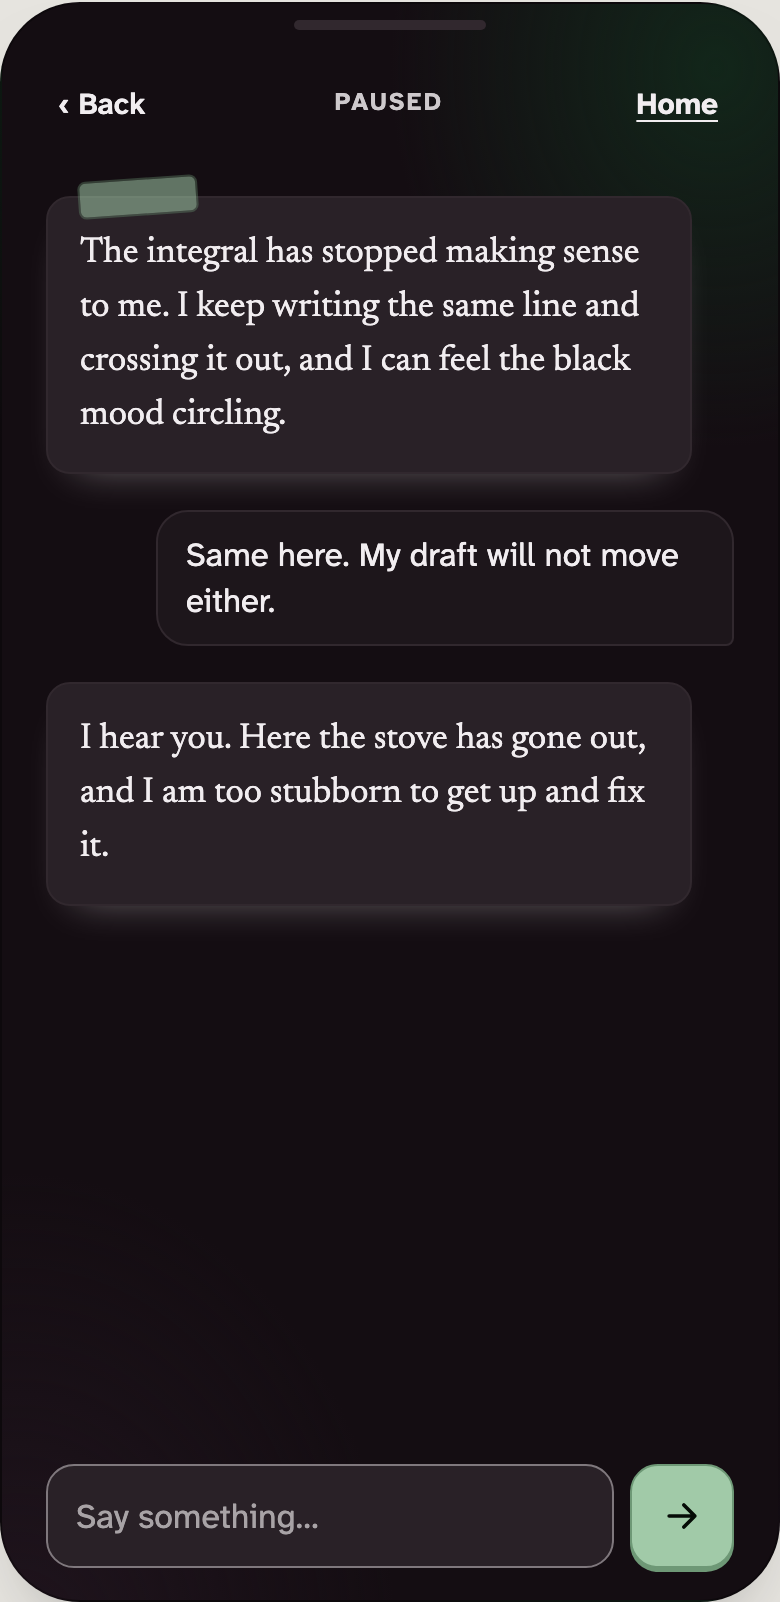 ‹ Back
PAUSED
Home
The integral has stopped making sense
to me. I keep writing the same line and
crossing it out, and I can feel the black
mood circling.
Same here. My draft will not move
either.
I hear you. Here the stove has gone out,
and I am too stubborn to get up and fix
it.
Say something...